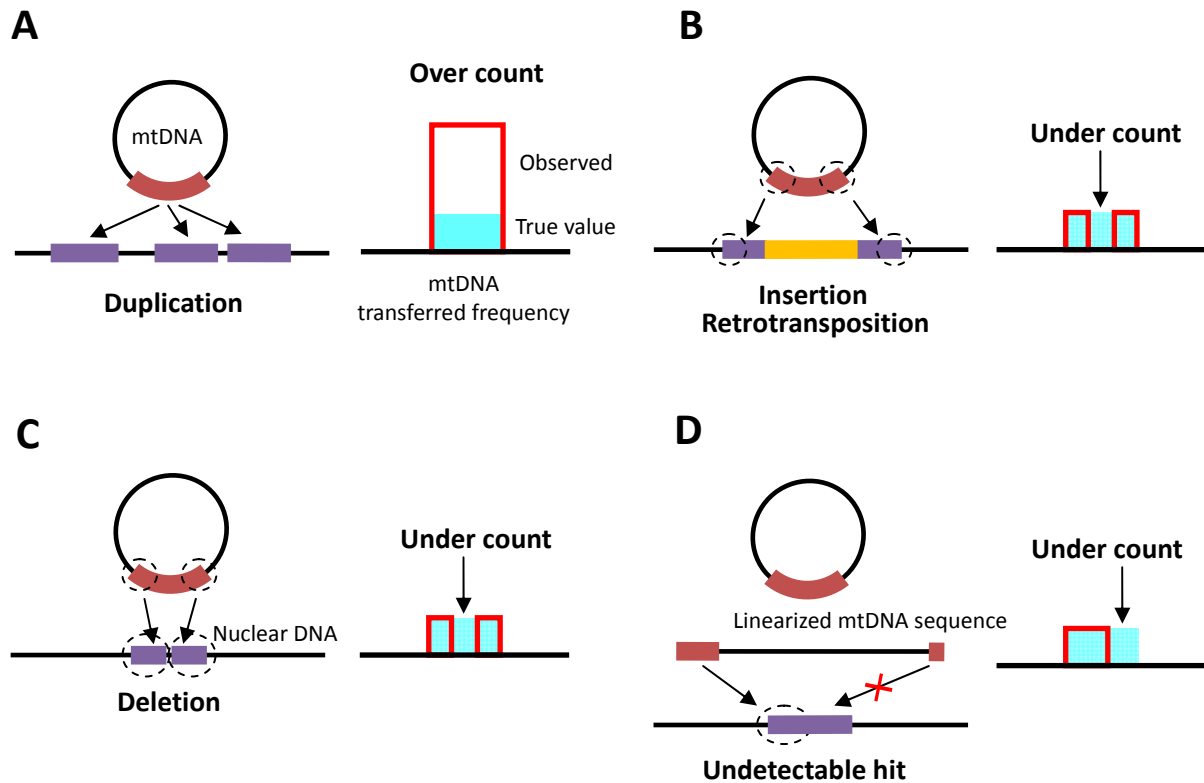 A
Over count
mtDNA
Observed
True value
mtDNA
transferred frequency
Duplication
B
Under count
Insertion
Retrotransposition
C
Under count
Nuclear DNA
Deletion
D
Under count
Linearized mtDNA sequence
Undetectable hit